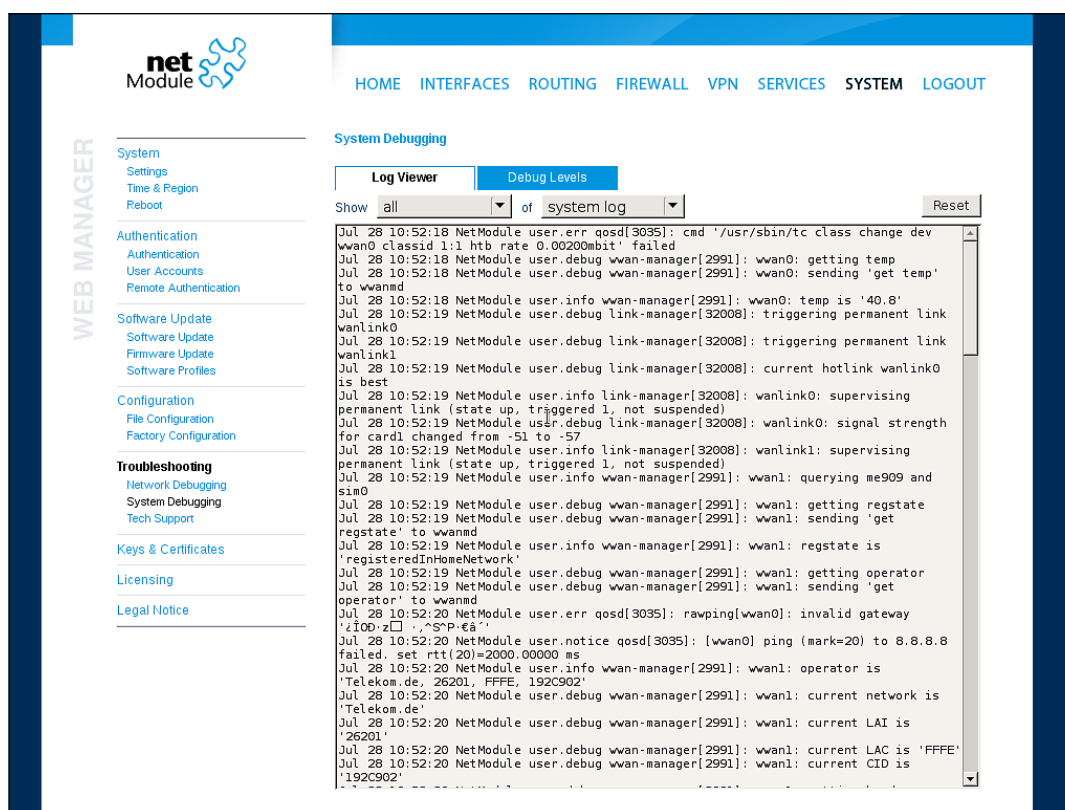 net
Module
HOME INTERFACES ROUTING FIREWALL VPN SERVICES SYSTEM LOGOUT
WEB MANAGER
System
Settings
Time & Region
Reboot
Authentication
Authentication
User Accounts
Remote Authentication
Software Update
Software Update
Firmware Update
Software Profiles
Configuration
File Configuration
Factory Configuration
Troubleshooting
Network Debugging
System Debugging
Tech Support
Keys & Certificates
Licensing
Legal Notice
System Debugging
Log Viewer Debug Levels
Show all of system log Reset
Jul 28 10:52:18 NetModule user.err qosd[3035]: cmd '/usr/sbin/tc class change dev
wwan0 classid 1:1 htb rate 0.00200mbit' failed
Jul 28 10:52:18 NetModule user.debug wwan-manager[2991]: wwan0: getting temp
Jul 28 10:52:18 NetModule user.debug wwan-manager[2991]: wwan0: sending 'get temp'
to wwanmd
Jul 28 10:52:18 NetModule user.info wwan-manager[2991]: wwan0: temp is '40.8'
Jul 28 10:52:19 NetModule user.debug link-manager[32008]: triggering permanent link
wanlink0
Jul 28 10:52:19 NetModule user.debug link-manager[32008]: triggering permanent link
wanlink1
Jul 28 10:52:19 NetModule user.debug link-manager[32008]: current hotlink wanlink0
is best
Jul 28 10:52:19 NetModule user.info link-manager[32008]: wanlink0: supervising
permanent link (state up, triggered 1, not suspended)
Jul 28 10:52:19 NetModule user.debug link-manager[32008]: wanlink0: signal strength
for card1 changed from -51 to -57
Jul 28 10:52:19 NetModule user.info link-manager[32008]: wanlink1: supervising
permanent link (state up, triggered 1, not suspended)
Jul 28 10:52:19 NetModule user.info wwan-manager[2991]: wwan1: querying me909 and
sim0
Jul 28 10:52:19 NetModule user.debug wwan-manager[2991]: wwan1: getting regstate
Jul 28 10:52:19 NetModule user.debug wwan-manager[2991]: wwan1: sending 'get
regstate' to wwanmd
Jul 28 10:52:19 NetModule user.info wwan-manager[2991]: wwan1: regstate is
'registeredInHomeNetwork'
Jul 28 10:52:19 NetModule user.debug wwan-manager[2991]: wwan1: getting operator
Jul 28 10:52:19 NetModule user.debug wwan-manager[2991]: wwan1: sending 'get
operator' to wwanmd
Jul 28 10:52:20 NetModule user.err qosd[3035]: rawping[wwan0]: invalid gateway
Jul 28 10:52:20 NetModule user.notice qosd[3035]: [wwan0] ping (mark=20) to 8.8.8.8
failed. set rtt(20)=2000.00000 ms
Jul 28 10:52:20 NetModule user.info wwan-manager[2991]: wwan1: operator is
'Telekom.de, 26201, FFFE, 192C902'
Jul 28 10:52:20 NetModule user.debug wwan-manager[2991]: wwan1: current network is
'Telekom.de'
Jul 28 10:52:20 NetModule user.debug wwan-manager[2991]: wwan1: current LAI is
'26201'
Jul 28 10:52:20 NetModule user.debug wwan-manager[2991]: wwan1: current LAC is 'FFFE'
Jul 28 10:52:20 NetModule user.debug wwan-manager[2991]: wwan1: current CID is
'192C902'